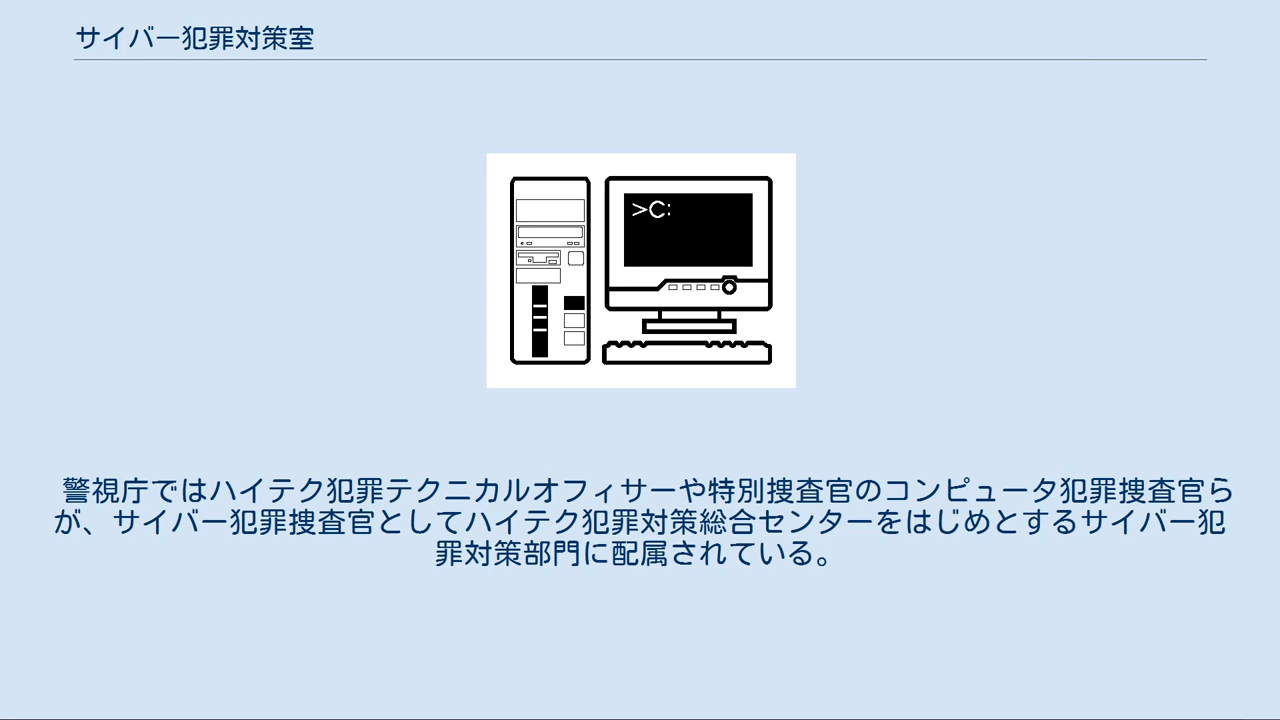 サイバー犯罪対策室
>C:
警視庁ではハイテク犯罪テクニカルオフィサーや特別捜査官のコンピュータ犯罪捜査官ら
が、サイバー犯罪捜査官としてハイテク犯罪対策総合センターをはじめとするサイバー犯
罪対策部門に配属されている。